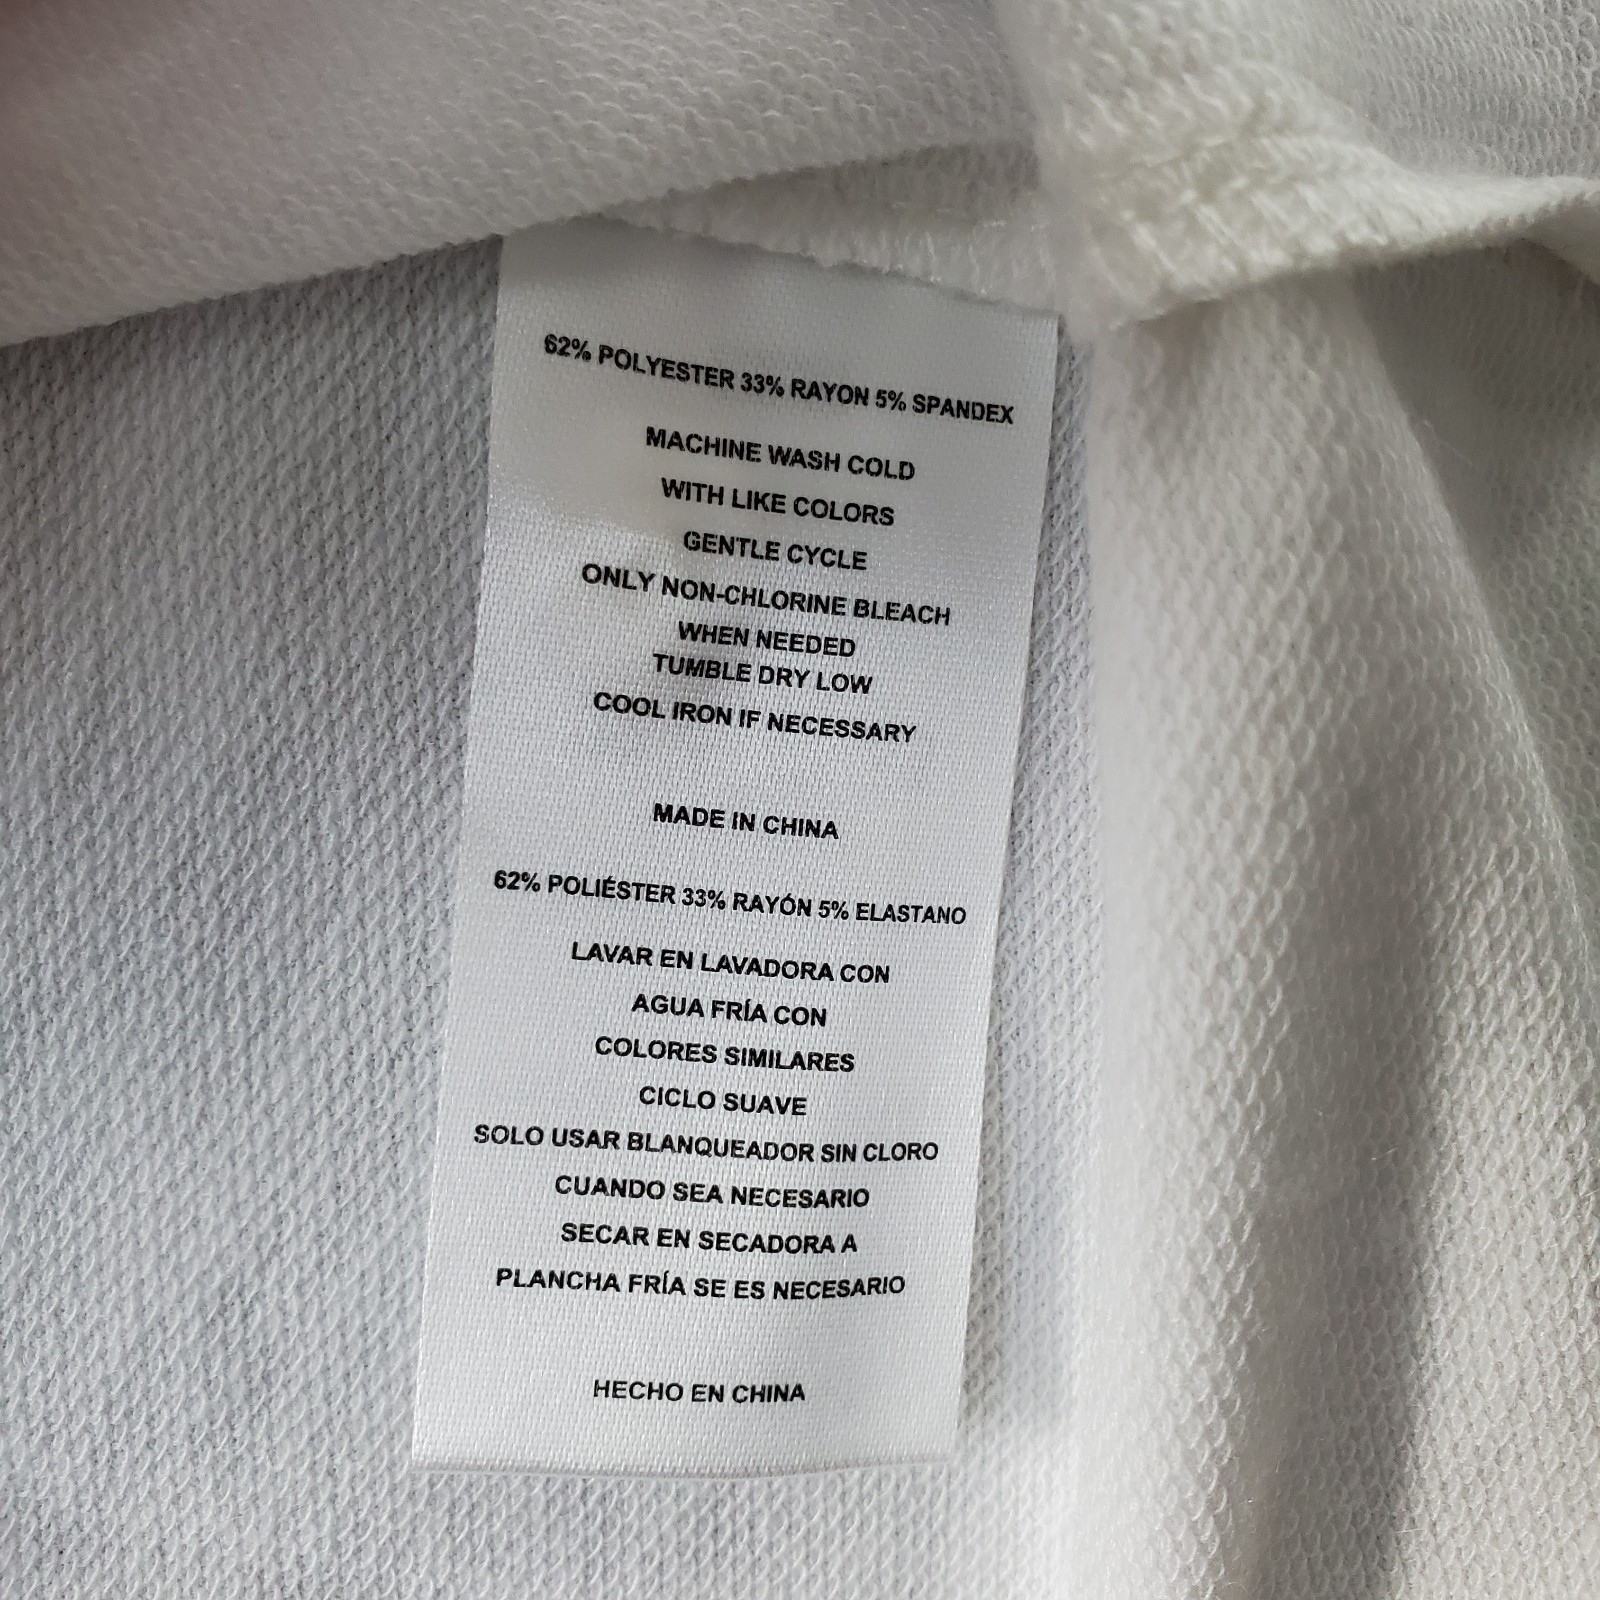 62% POLYESTER 33% RAYON 5% SPANDEX
MACHINE WASH COLD
WITH LIKE COLORS
GENTLE CYCLE
ONLY NON-CHLORINE BLEACH
WHEN NEEDED
TUMBLE DRY LOW
COOL IRON IF NECESSARY
MADE IN CHINA
62% POLIÉSTER 33% RAYÓN 5% ELASTANO
LAVAR EN LAVADORA CON
AGUA FRÍA CON
COLORES SIMILARES
CICLO SUAVE
SOLO USAR BLANQUEADOR SIN CLORO
CUANDO SEA NECESARIO
SECAR EN SECADORA A
PLANCHA FRÍA SE ES NECESARIO
HECHO EN CHINA